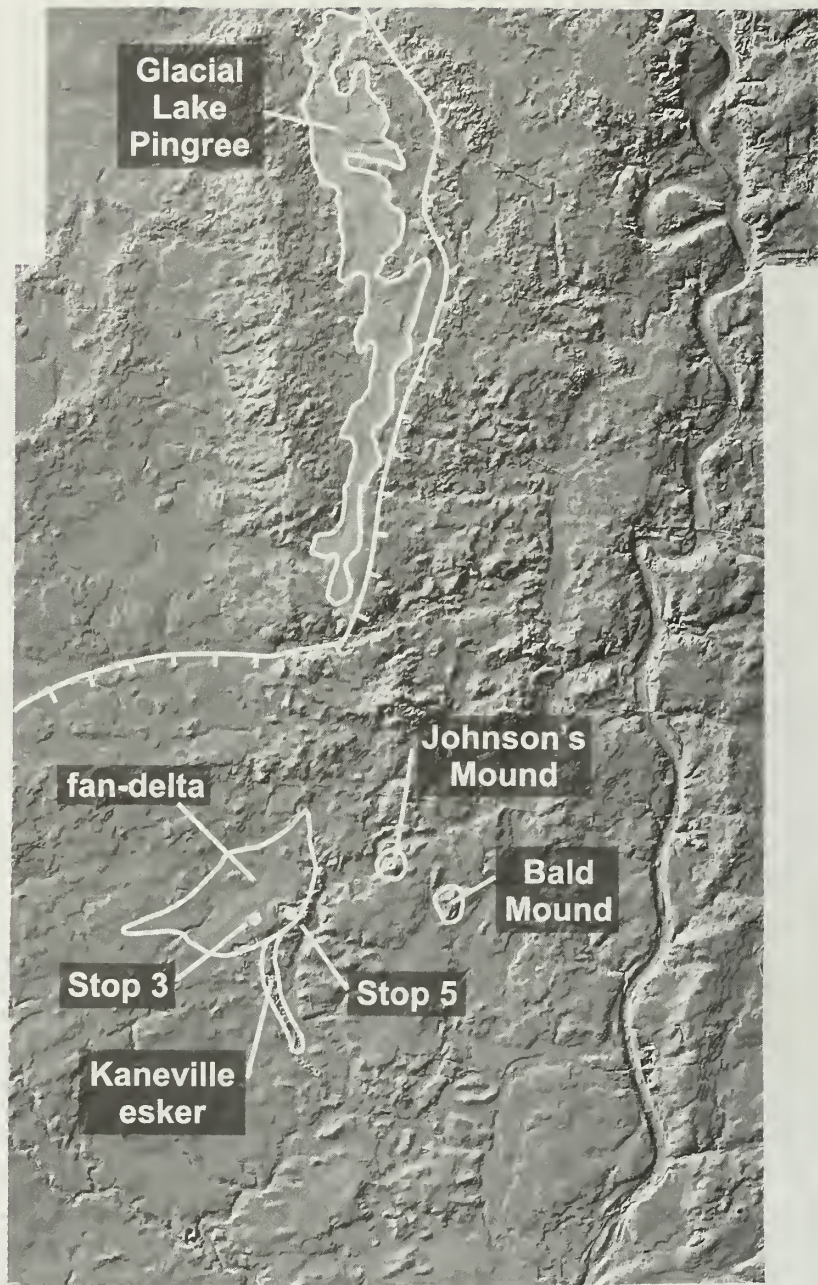 Glacial
Lake
Pingree
Johnson's
Mound
fan-delta
Bald
Mound
Stop 3
Stop 5
Kaneville
esker